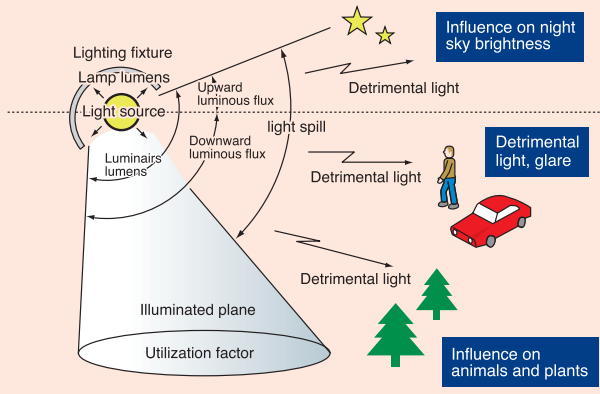 Influence on night
sky brightness
Lighting fixture
Lamp lumens
Light source
Upward
luminous flux
Detrimental light
light spill
Downward
luminous flux
Luminairs
lumens
Detrimental
light, glare
Detrimental light
Detrimental light
Illuminated plane
Utilization factor
Influence on
animals and plants